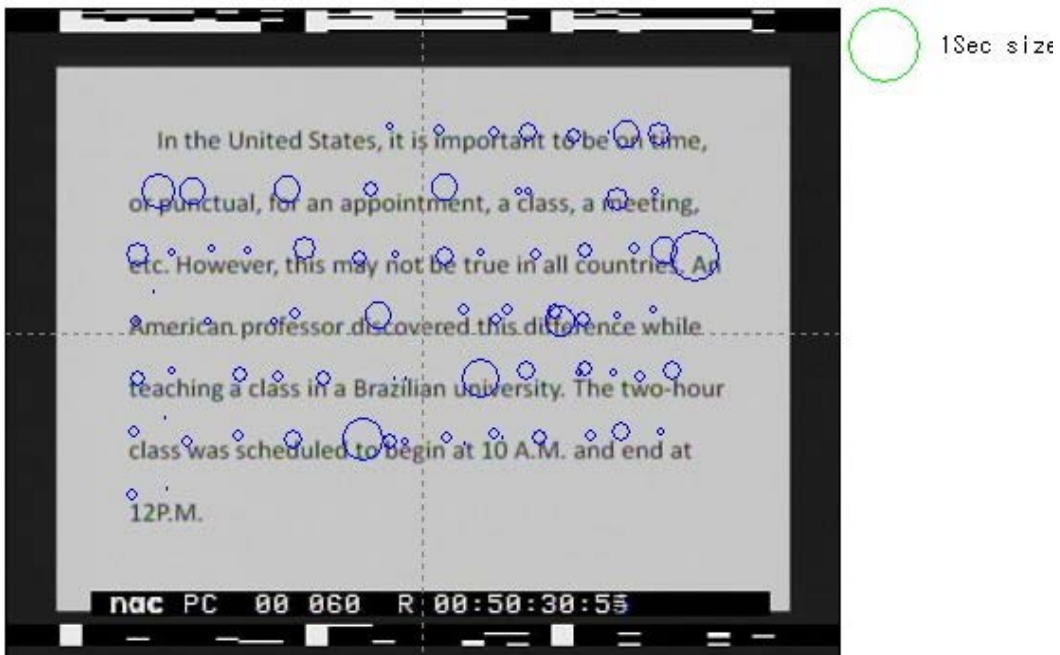 1Sec size
In the United States, it is important to be on time,
or punctual, for an appointment, a class, a meeting,
etc. However, this may not be true in all countries. An
American professor discovered this difference while
teaching a class in a Brazilian university. The two-hour
class was scheduled to begin at 10 A.M. and end at
12P.M.
nac PC 00 060 R 00:50:30:5